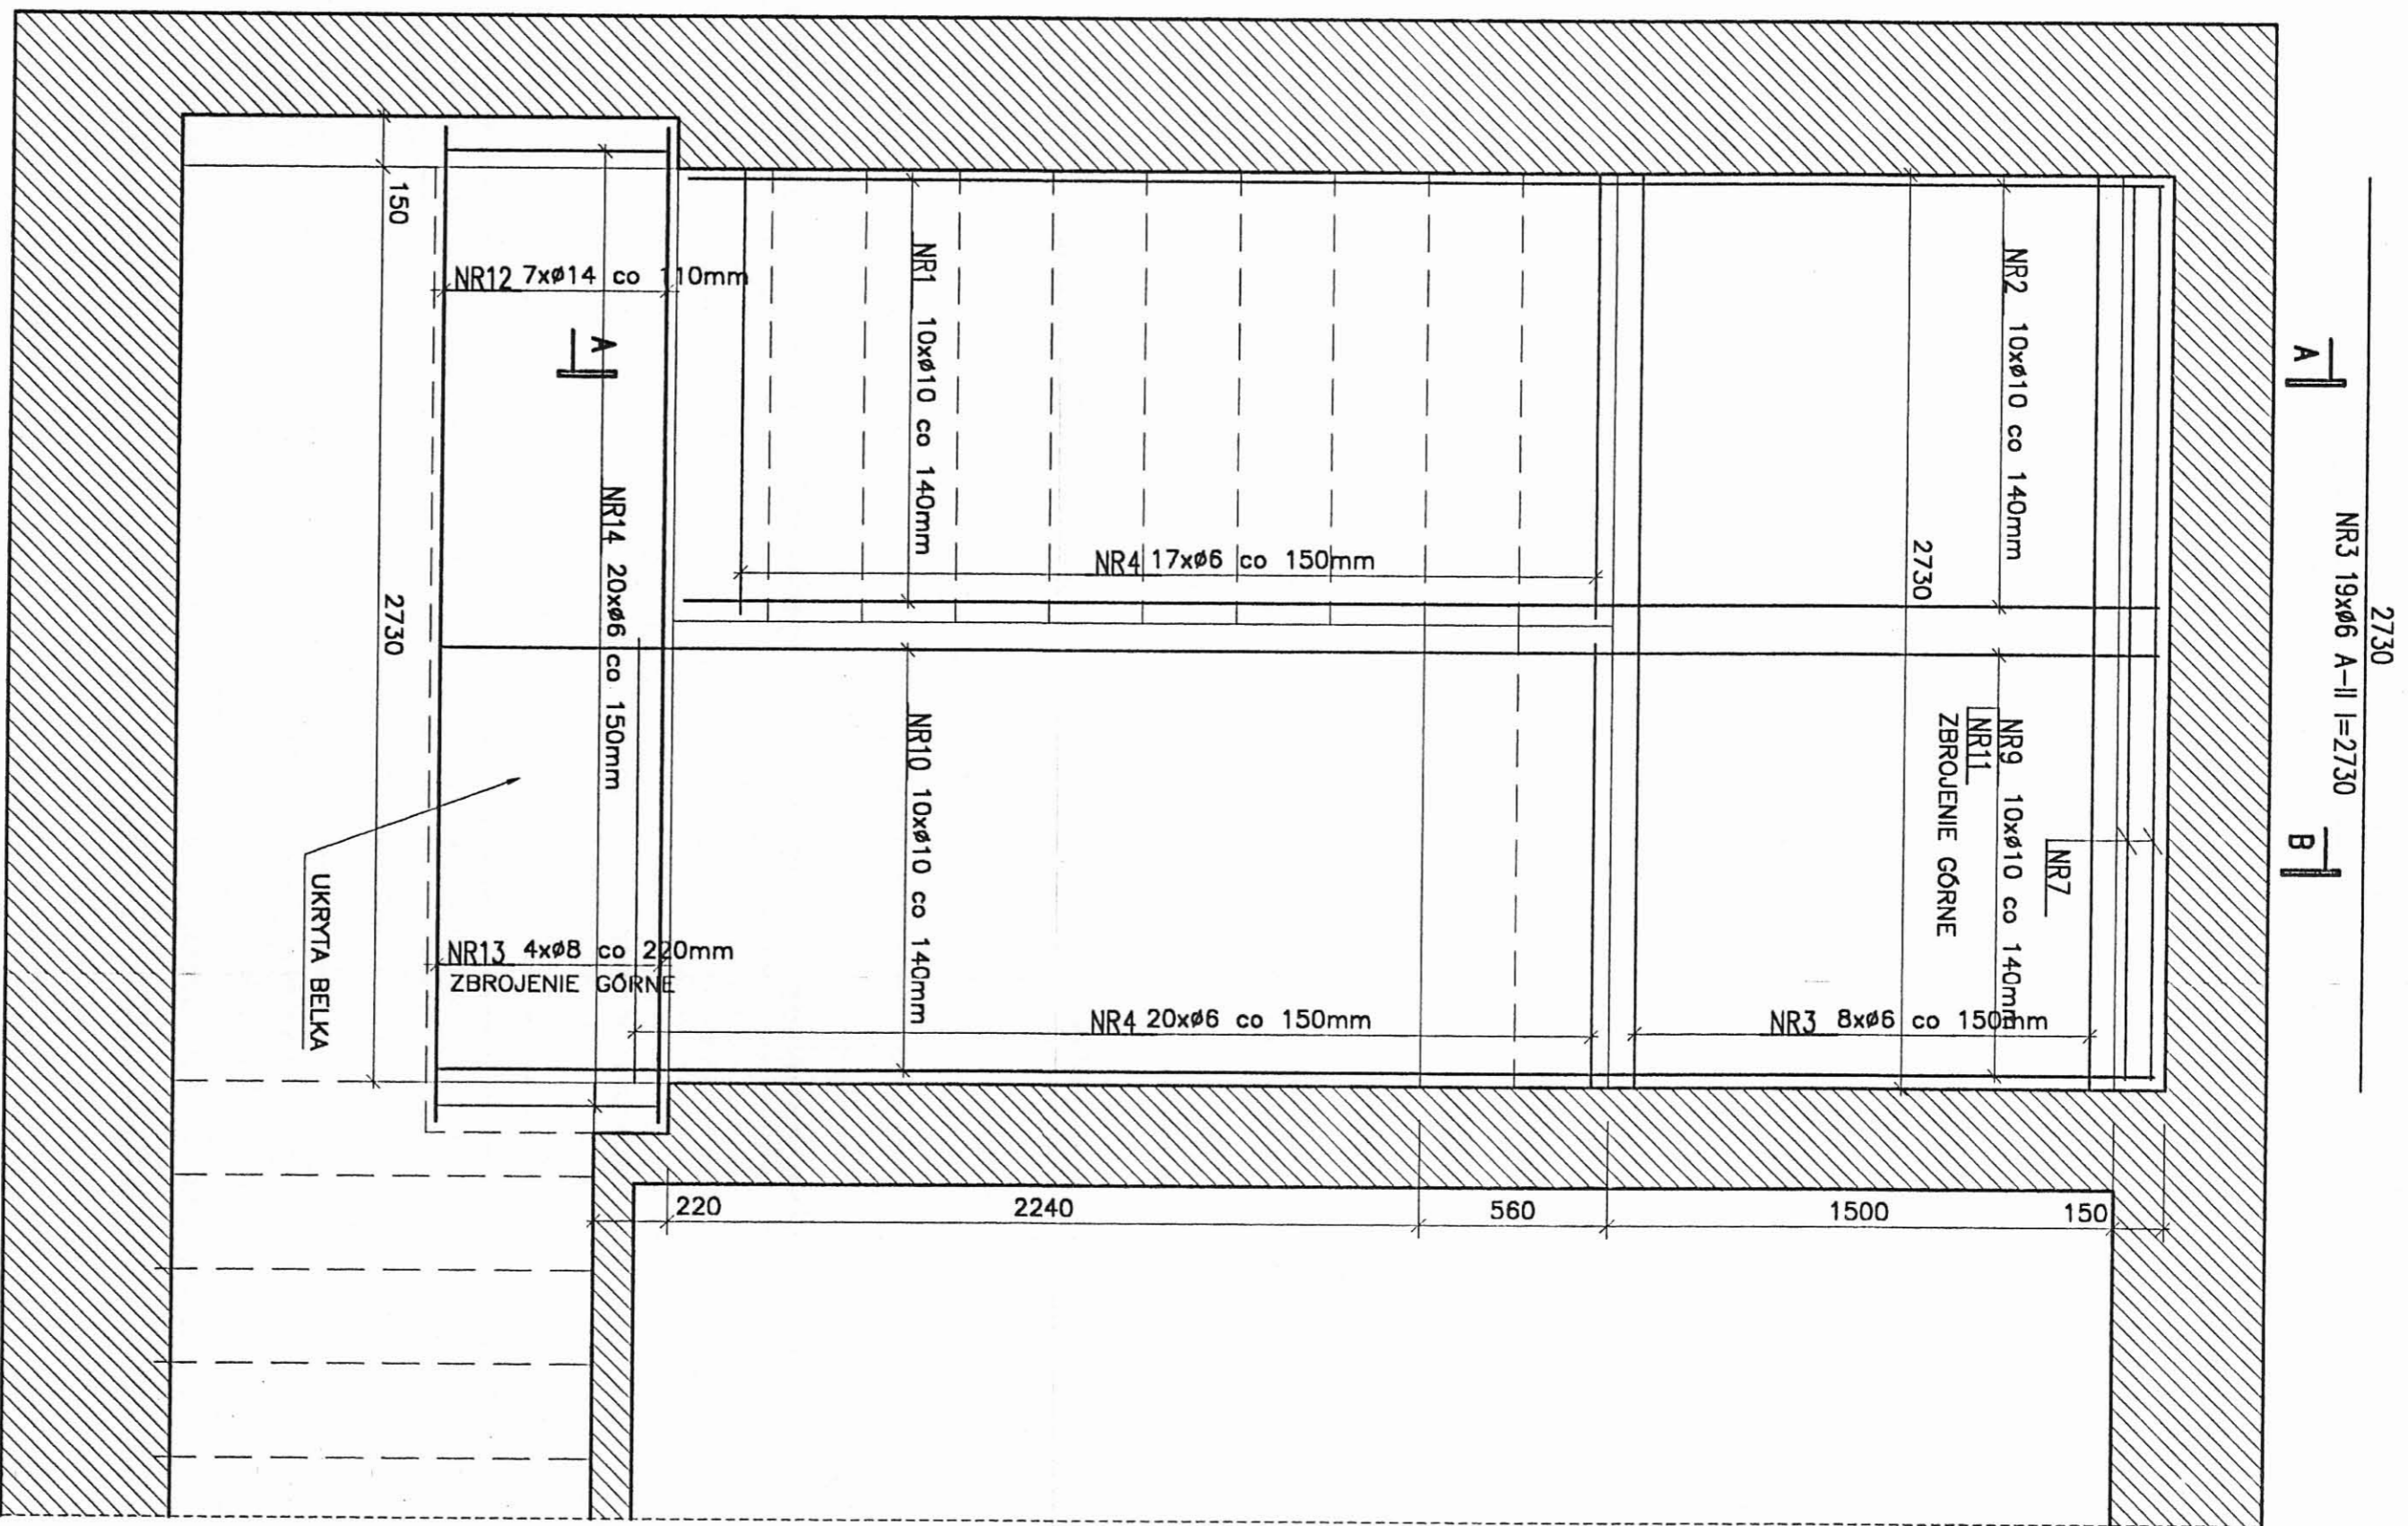 150
NR12 7xø14 co 110mm
A
NR14 20xø6 co 150mm
2730
UKRYTA BELKA
NR13 4xø8 co 220mm
ZBROJENIE GÓRNE
NR1 10xø10 co 140mm
NR4 17xø6 co 150mm
NR10 10xø10 co 140mm
NR4 20xø6 co 150mm
NR2 10xø10 co 140mm
2730
NR9 10xø10 co 140mm
NR11
ZBROJENIE GÓRNE
NR7
NR3 8xø6 co 150mm
220
2240
560
1500
150
A
B
2730
NR3 19xø6 A-II l=2730